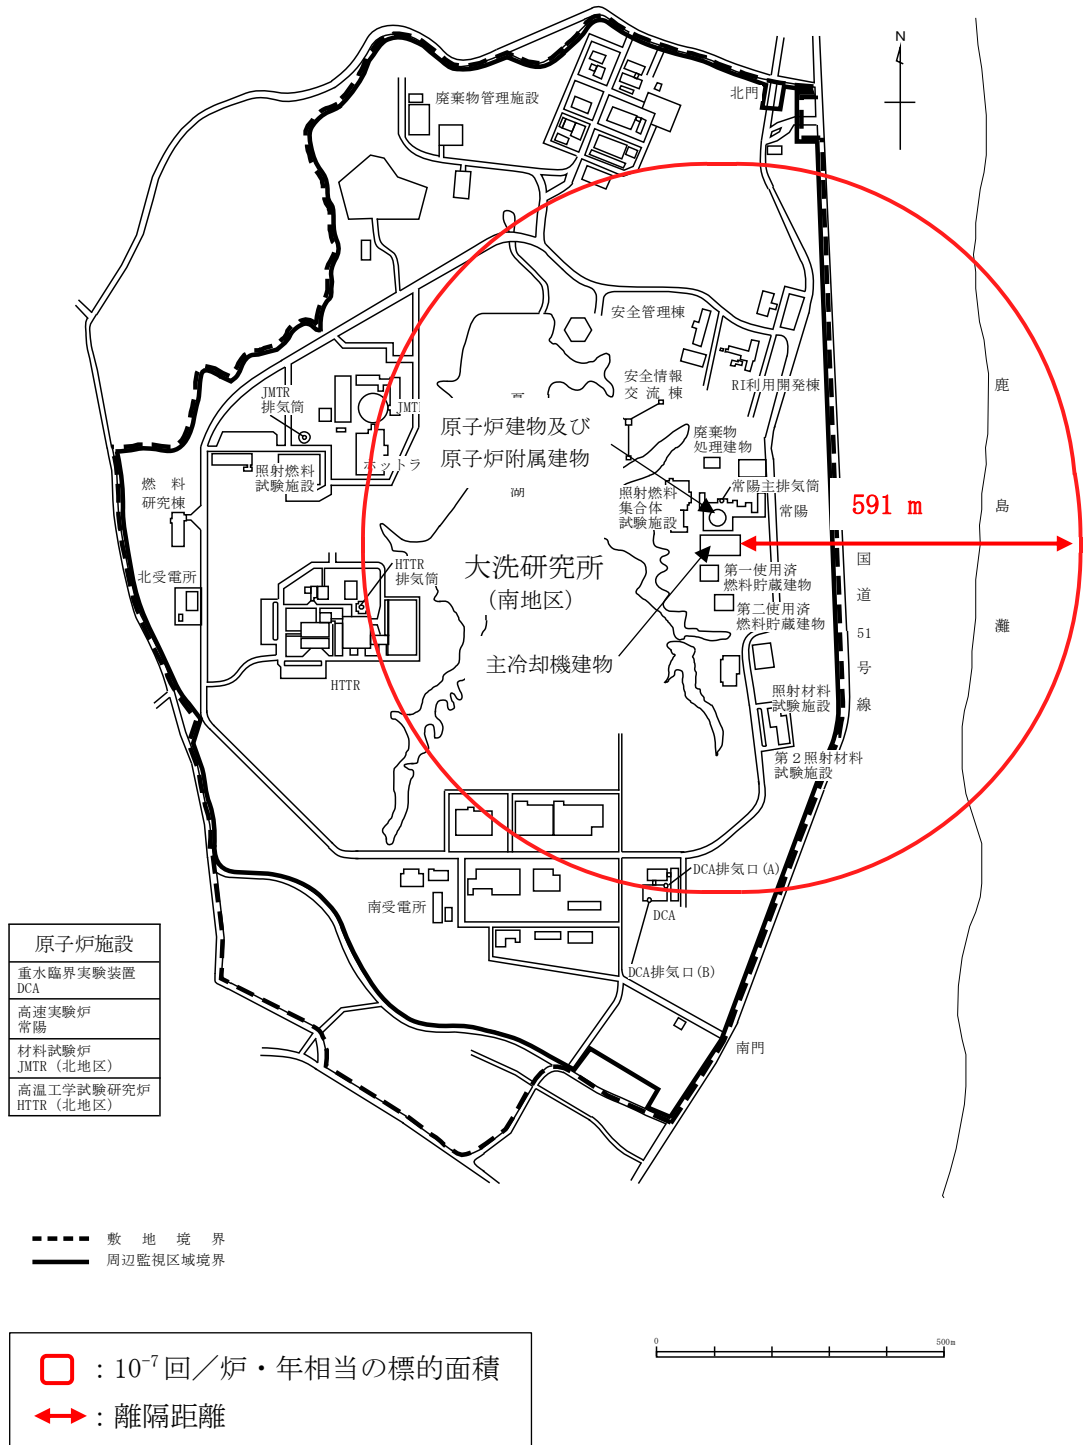 N
北門
廃棄物管理施設
安全管理棟
安全情報
交流棟
RI利用開発棟
鹿
島
灘
JMTR
排気筒
JMT
夏
原子炉建物及び
原子炉附属建物
湖
ホットラ
廃棄物
処理建物
常陽主排気筒
常陽
591 m
照射燃料
試験施設
照射燃料
集合体
試験施設
燃料
研究棟
北受電所
HTTR
排気筒
大洗研究所
(南地区)
第一使用済
燃料貯蔵建物
第二使用済
燃料貯蔵建物
国
道
51
号
線
主冷却機建物
HTTR
照射材料
試験施設
第2照射材料
試験施設
DCA排気口(A)
南受電所
DCA
DCA排気口(B)
南門
原子炉施設
重水臨界実験装置
DCA
高速実験炉
常陽
材料試験炉
JMTR (北地区)
高温工学試験研究炉
HTTR (北地区)
敷地境界
周辺監視区域境界
：10⁻⁷回／炉・年相当の標的面積
：離隔距離
0 500m